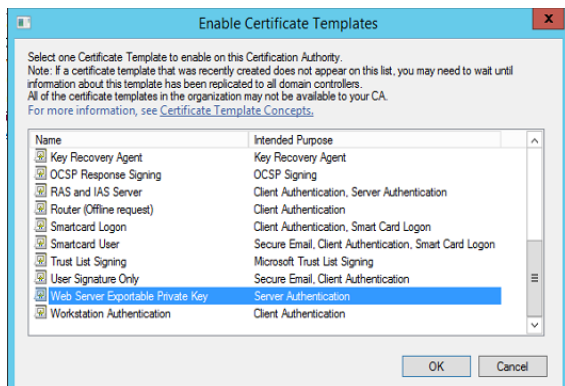 Enable Certificate Templates
x
Select one Certificate Template to enable on this Certification Authority.
Note: If a certificate template that was recently created does not appear on this list, you may need to wait until
information about this template has been replicated to all domain controllers.
All of the certificate templates in the organization may not be available to your CA.
For more information, see Certificate Template Concepts.
Name Intended Purpose
Key Recovery Agent Key Recovery Agent
OCSP Response Signing OCSP Signing
RAS and IAS Server Client Authentication, Server Authentication
Router (Offline request) Client Authentication
Smartcard Logon Client Authentication, Smart Card Logon
Smartcard User Secure Email, Client Authentication, Smart Card Logon
Trust List Signing Microsoft Trust List Signing
User Signature Only Secure Email, Client Authentication
Web Server Exportable Private Key Server Authentication
Workstation Authentication Client Authentication
OK Cancel